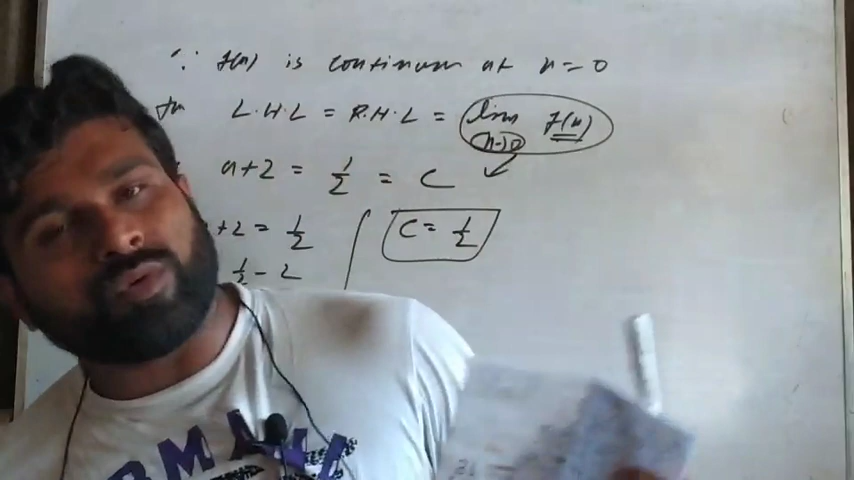 ∵ f(x) is continuous at x = 0
L.H.L = R.H.L = lim x→0 f(x)
a + 2 = 1/2 = C
+ 2 = 1/2
C = 1/2
1/2 - 2